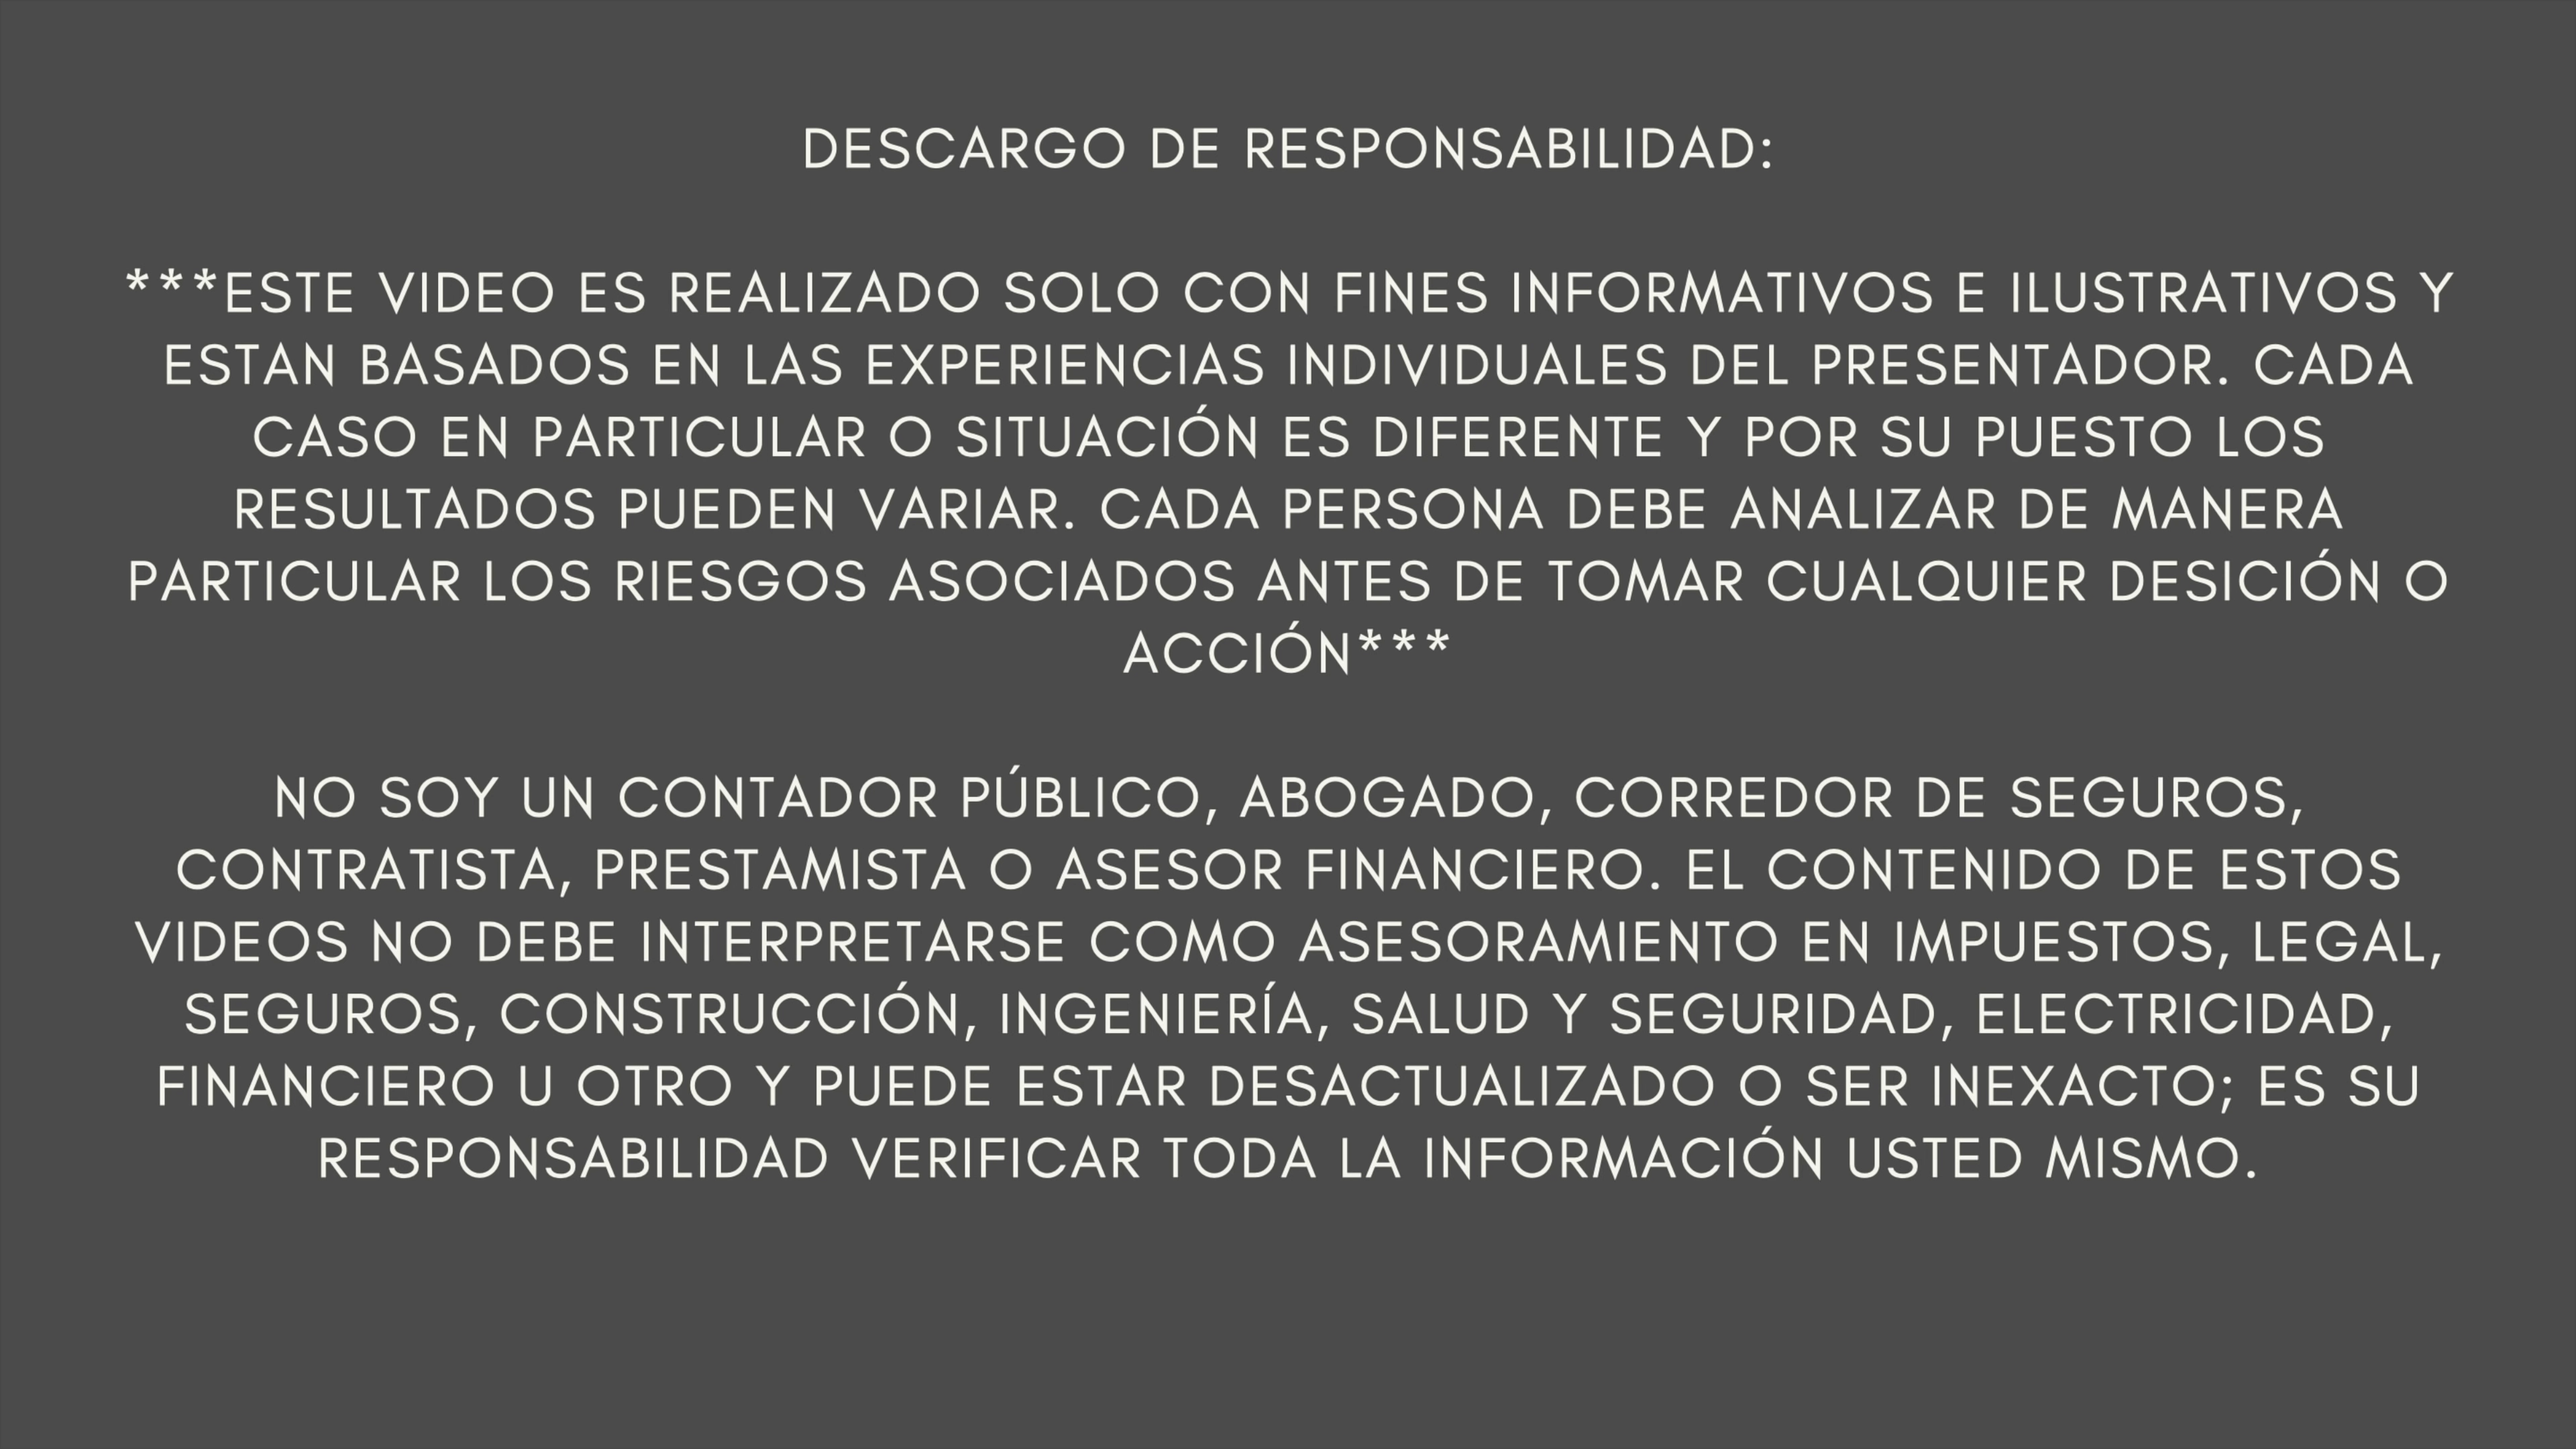 DESCARGO DE RESPONSABILIDAD:
***ESTE VIDEO ES REALIZADO SOLO CON FINES INFORMATIVOS E ILUSTRATIVOS Y
ESTAN BASADOS EN LAS EXPERIENCIAS INDIVIDUALES DEL PRESENTADOR. CADA
CASO EN PARTICULAR O SITUACIÓN ES DIFERENTE Y POR SU PUESTO LOS
RESULTADOS PUEDEN VARIAR. CADA PERSONA DEBE ANALIZAR DE MANERA
PARTICULAR LOS RIESGOS ASOCIADOS ANTES DE TOMAR CUALQUIER DESICIÓN O
ACCIÓN***
NO SOY UN CONTADOR PÚBLICO, ABOGADO, CORREDOR DE SEGUROS,
CONTRATISTA, PRESTAMISTA O ASESOR FINANCIERO. EL CONTENIDO DE ESTOS
VIDEOS NO DEBE INTERPRETARSE COMO ASESORAMIENTO EN IMPUESTOS, LEGAL,
SEGUROS, CONSTRUCCIÓN, INGENIERÍA, SALUD Y SEGURIDAD, ELECTRICIDAD,
FINANCIERO U OTRO Y PUEDE ESTAR DESACTUALIZADO O SER INEXACTO; ES SU
RESPONSABILIDAD VERIFICAR TODA LA INFORMACIÓN USTED MISMO.